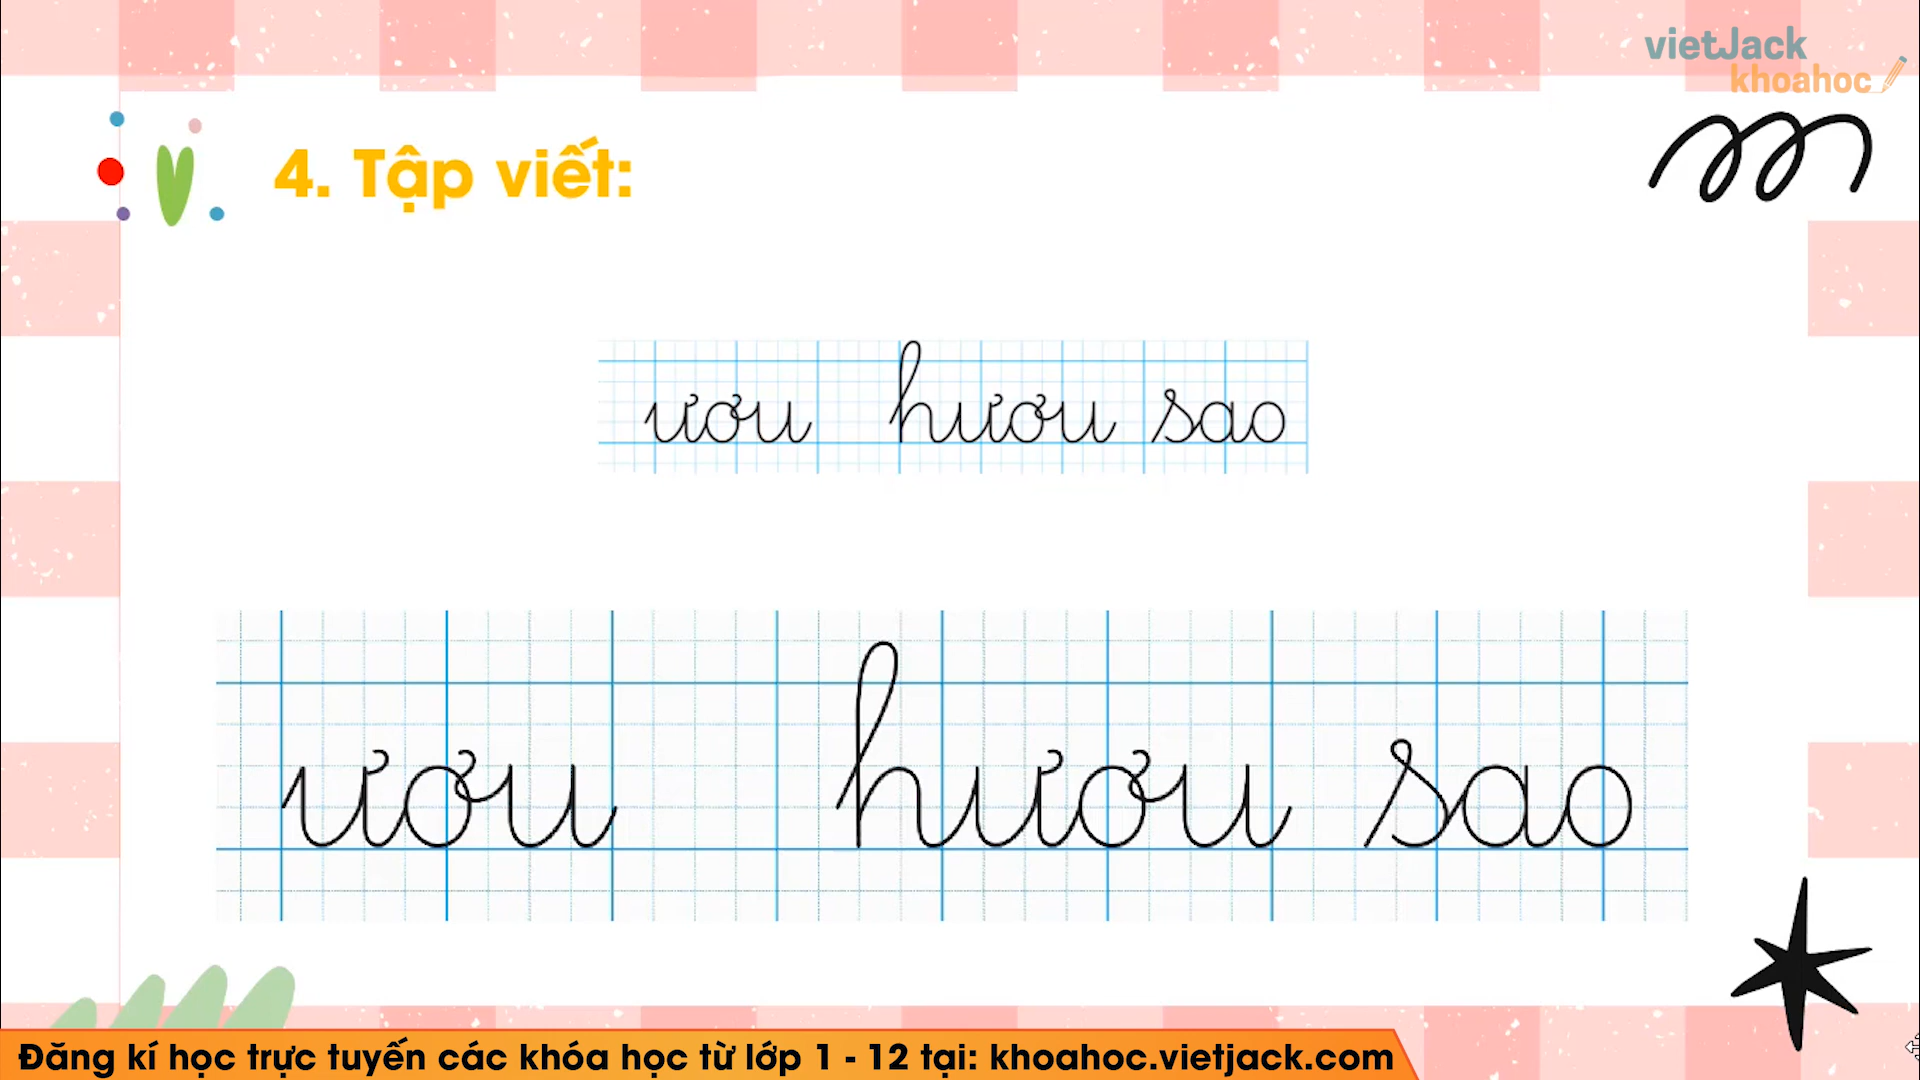 vietJack
khoahoc
4. Tập viết:
ươu hươu sao
ươu hươu sao
Đăng kí học trực tuyến các khóa học từ lớp 1 - 12 tại: khoahoc.vietjack.com